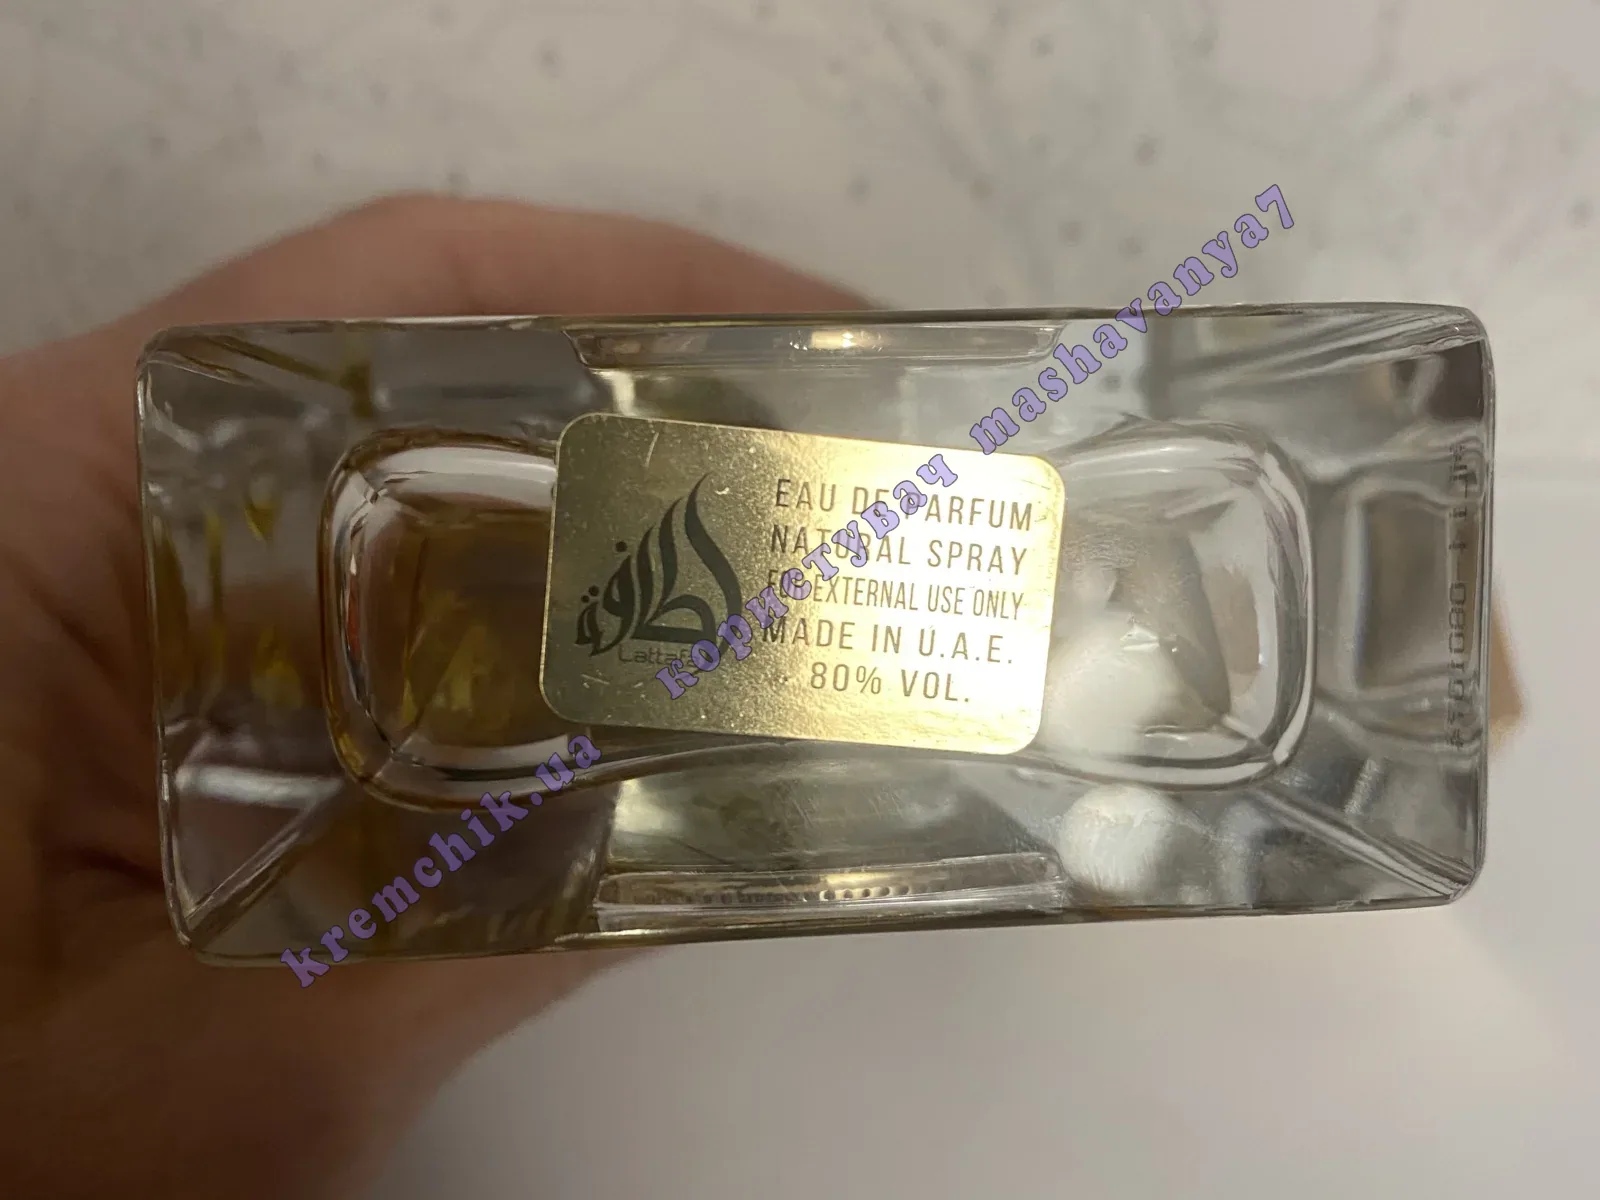 EAU DE PARFUM
NATURAL SPRAY
FOR EXTERNAL USE ONLY
MADE IN U.A.E.
80% VOL.
لطافة
Lattafa
kremchik.ua користувач mashavanya7